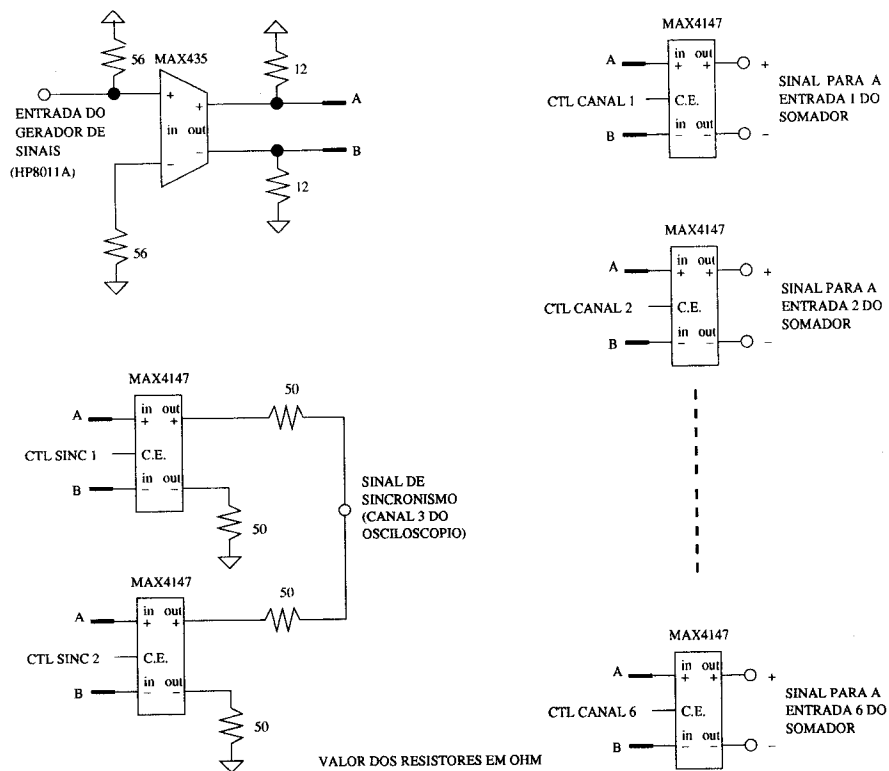 56
MAX435
12
+
+
A
ENTRADA DO
GERADOR DE
SINAIS
(HP8011A)
in out
−
−
B
12
56
MAX4147
in out
A
+ +
CTL CANAL 1
C.E.
in out
B
− −
+
SINAL PARA A
ENTRADA 1 DO
SOMADOR
−
MAX4147
in out
A
+ +
CTL CANAL 2
C.E.
in out
B
− −
+
SINAL PARA A
ENTRADA 2 DO
SOMADOR
−
MAX4147
in out
A
+ +
CTL SINC 1
C.E.
in out
B
− −
50
50
SINAL DE
SINCRONISMO
(CANAL 3 DO
OSCILOSCOPIO)
MAX4147
in out
A
+ +
CTL SINC 2
C.E.
in out
B
− −
50
50
MAX4147
in out
A
+ +
CTL CANAL 6
C.E.
in out
B
− −
+
SINAL PARA A
ENTRADA 6 DO
SOMADOR
−
VALOR DOS RESISTORES EM OHM